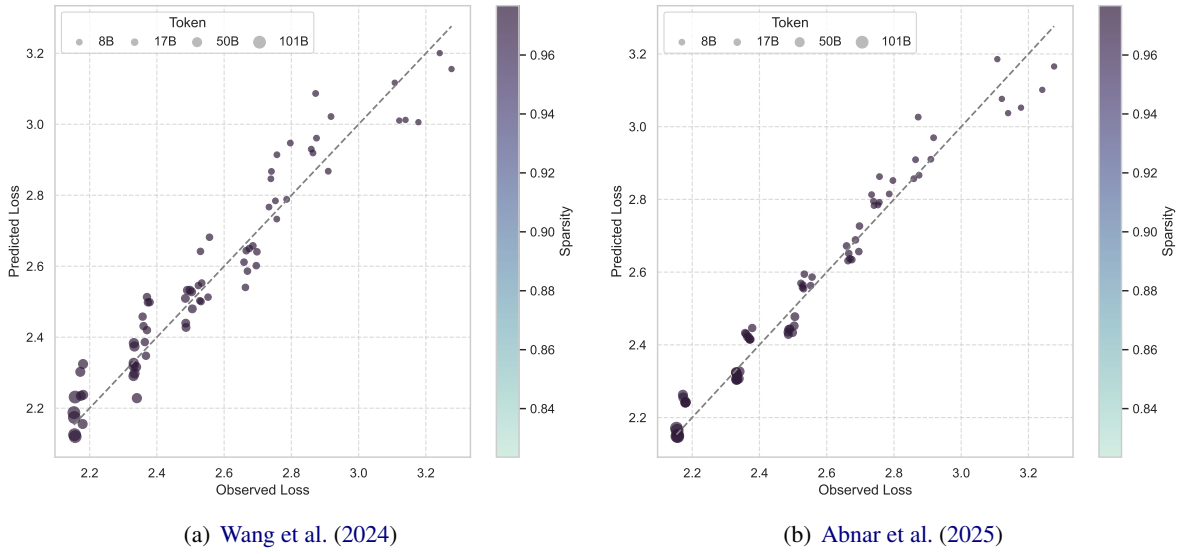 Token
8B 17B 50B 101B
3.2
3.0
2.8
2.6
2.4
2.2
Predicted Loss
2.2 2.4 2.6 2.8 3.0 3.2
Observed Loss
0.96
0.94
0.92
0.90
0.88
0.86
0.84
Sparsity
(a) Wang et al. (2024)
Token
8B 17B 50B 101B
3.2
3.0
2.8
2.6
2.4
2.2
Predicted Loss
2.2 2.4 2.6 2.8 3.0 3.2
Observed Loss
0.96
0.94
0.92
0.90
0.88
0.86
0.84
Sparsity
(b) Abnar et al. (2025)